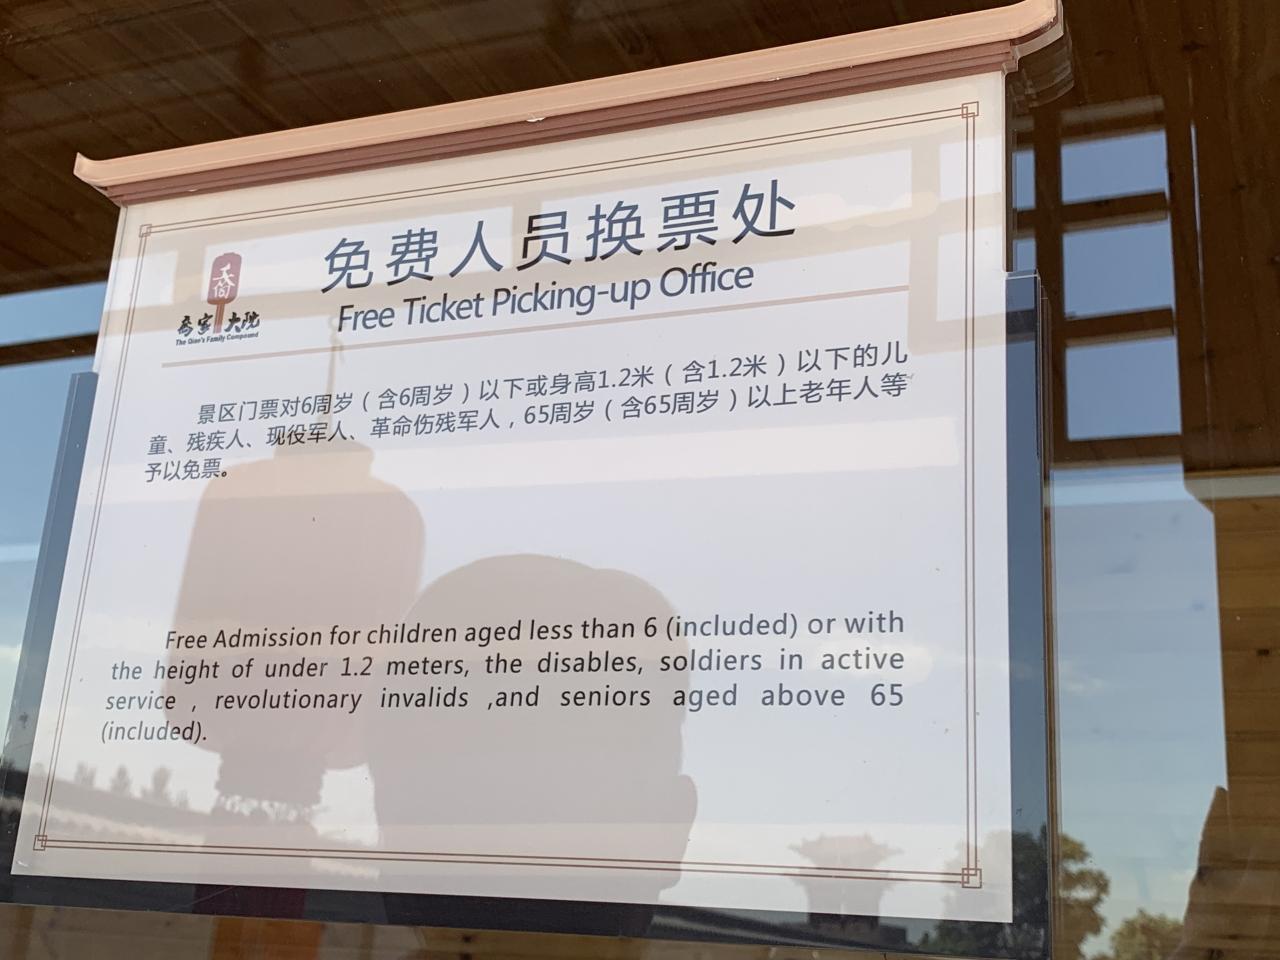 免费人员换票处
Free Ticket Picking-up Office
乔家大院
The Qiao's Family Compound
景区门票对6周岁（含6周岁）以下或身高1.2米（含1.2米）以下的儿
童、残疾人、现役军人、革命伤残军人，65周岁（含65周岁）以上老年人等
予以免票。
Free Admission for children aged less than 6 (included) or with
the height of under 1.2 meters, the disables, soldiers in active
service , revolutionary invalids ,and seniors aged above 65
(included).